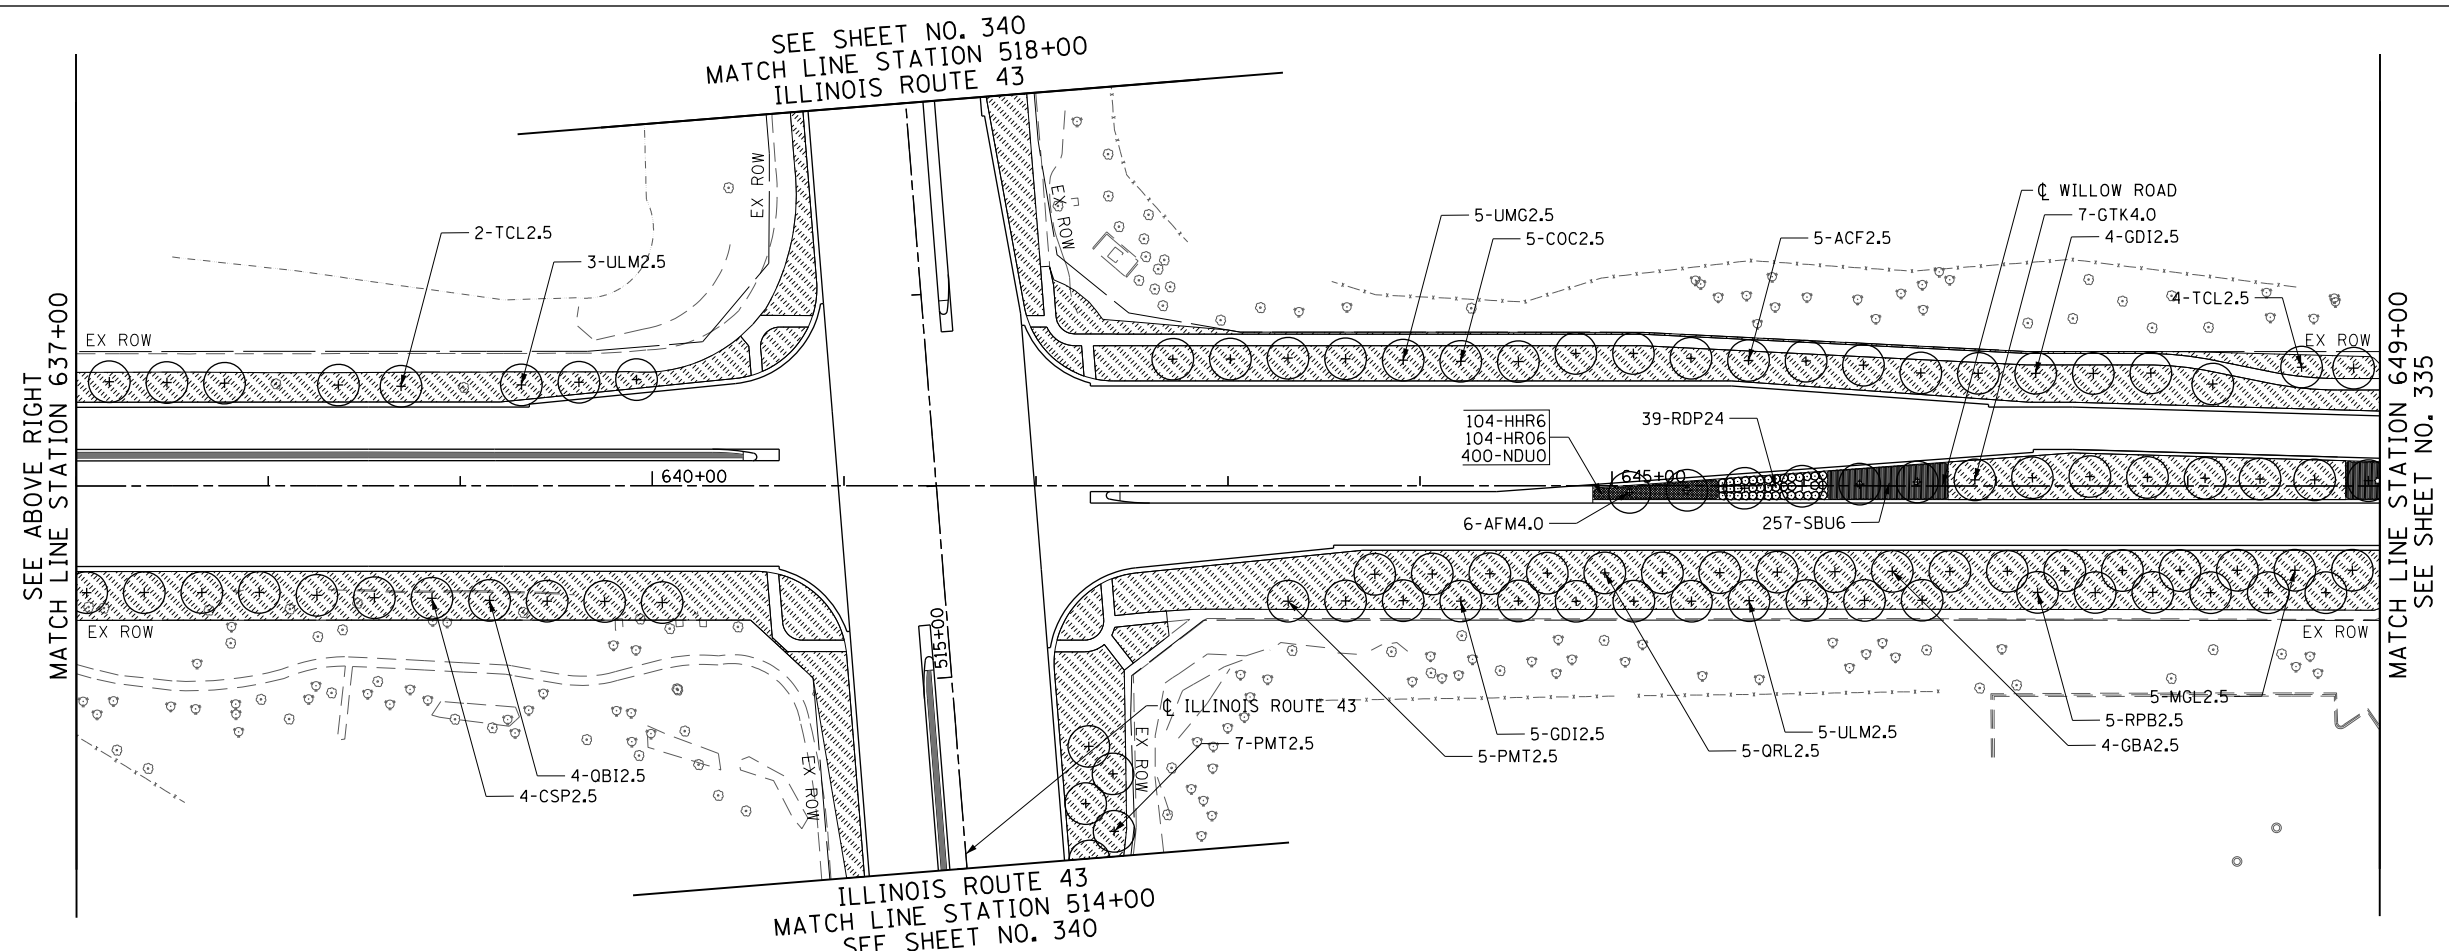 SEE SHEET NO. 340
MATCH LINE STATION 518+00
ILLINOIS ROUTE 43
EX ROW
EX ROW
℄ WILLOW ROAD
7-GTK4.0
4-GDI2.5
5-UMG2.5
5-COC2.5
5-ACF2.5
2-TCL2.5
3-ULM2.5
4-TCL2.5
EX ROW
EX ROW
SEE ABOVE RIGHT
MATCH LINE STATION 637+00
MATCH LINE STATION 649+00
SEE SHEET NO. 335
104-HHR6
104-HRO6
400-NDUO
39-RDP24
640+00
645+00
6-AFM4.0
257-SBU6
EX ROW
EX ROW
515+00
℄ ILLINOIS ROUTE 43
7-PMT2.5
5-GDI2.5
5-PMT2.5
5-ULM2.5
5-QRL2.5
5-MGL2.5
5-RPB2.5
4-GBA2.5
4-QBI2.5
4-CSP2.5
EX ROW
EX ROW
ILLINOIS ROUTE 43
MATCH LINE STATION 514+00
SEE SHEET NO. 340